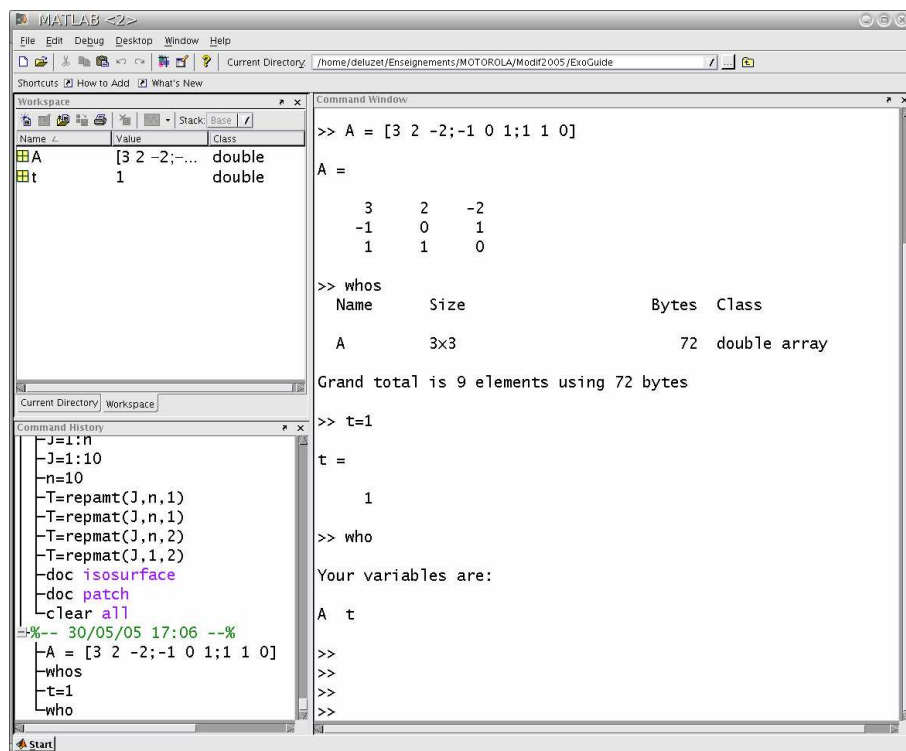 MATLAB <2>
File Edit Debug Desktop Window Help
Current Directory: /home/deluzet/Enseignements/MOTOROLA/Modif2005/ExoGuide
Shortcuts How to Add What's New
Workspace
Stack: Base
Name Value Class
A [3 2 -2;-... double
t 1 double
Current Directory Workspace
Command History
J=1:n
J=1:10
n=10
T=repamt(J,n,1)
T=repmat(J,n,1)
T=repmat(J,n,2)
T=repmat(J,1,2)
doc isosurface
doc patch
clear all
%-- 30/05/05 17:06 --%
A = [3 2 -2;-1 0 1;1 1 0]
whos
t=1
who
Command Window
>> A = [3 2 -2;-1 0 1;1 1 0]
A =
3 2 -2
-1 0 1
1 1 0
>> whos
Name Size Bytes Class
A 3x3 72 double array
Grand total is 9 elements using 72 bytes
>> t=1
t =
1
>> who
Your variables are:
A t
>>
>>
>>
>>
Start